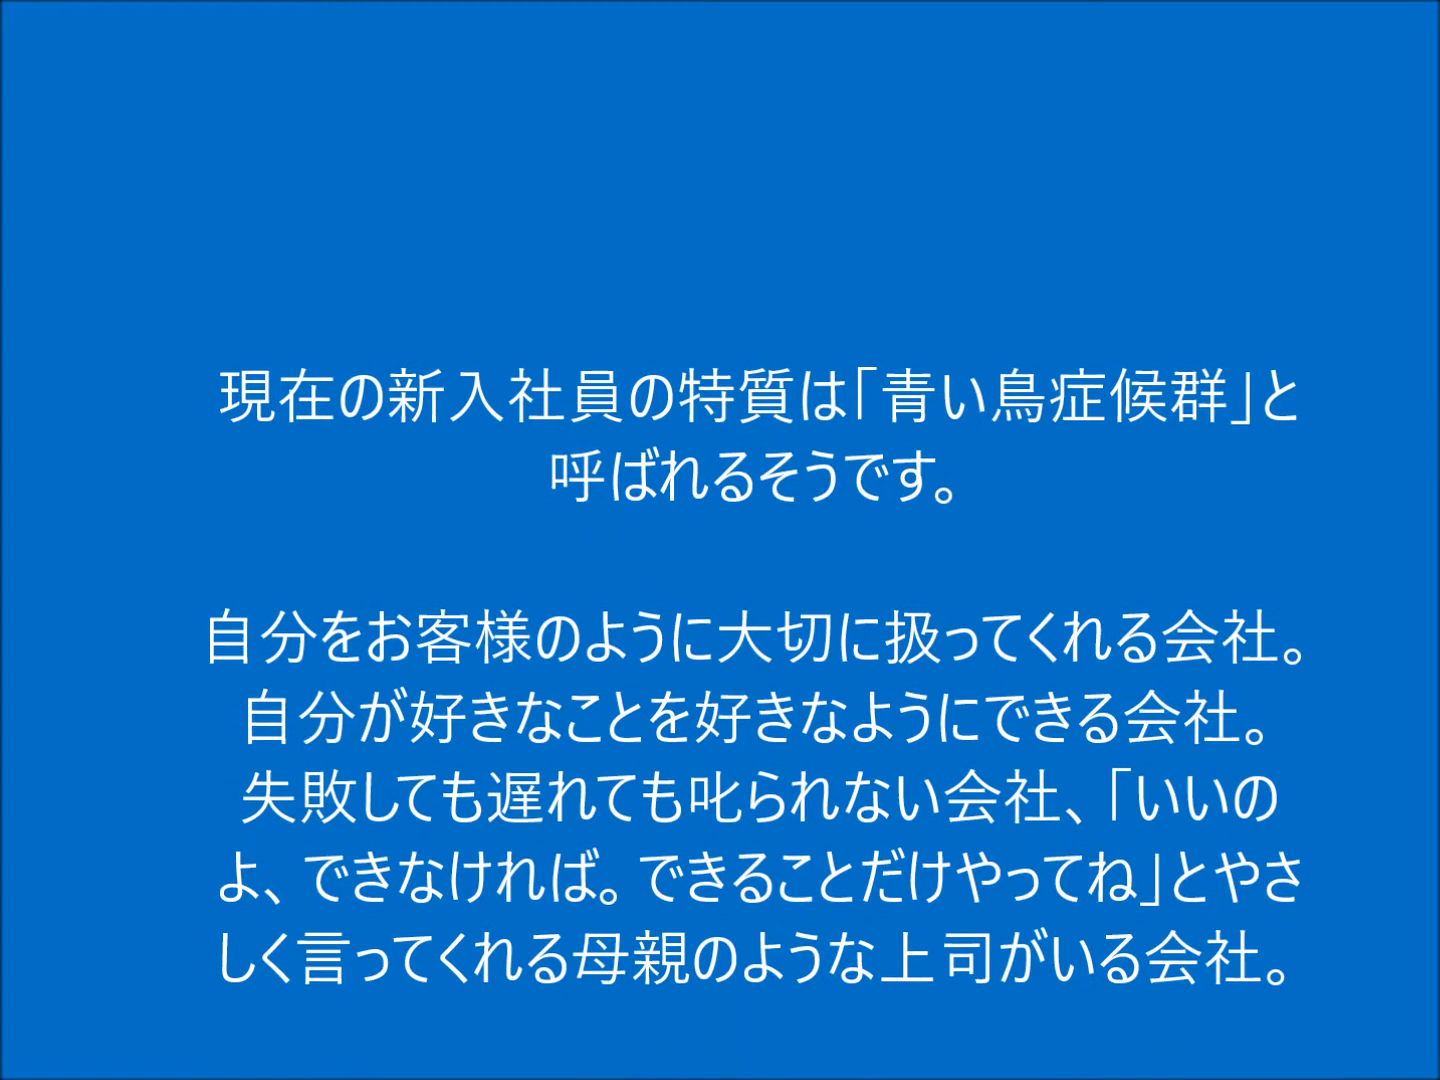 現在の新入社員の特質は「青い鳥症候群」と
呼ばれるそうです。
自分をお客様のように大切に扱ってくれる会社。
自分が好きなことを好きなようにできる会社。
失敗しても遅れても叱られない会社、「いいの
よ、できなければ。できることだけやってね」とやさ
しく言ってくれる母親のような上司がいる会社。